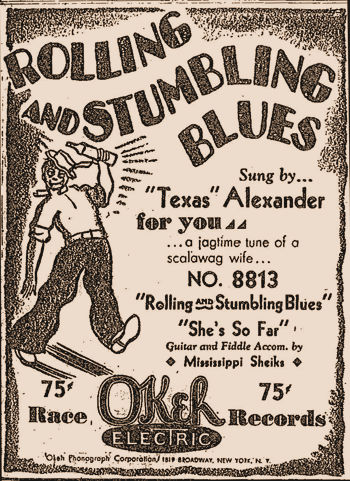 ROLLING
AND STUMBLING
BLUES
Sung by...
"Texas" Alexander
for you
...a jagtime tune of a
scalawag wife...
NO. 8813
"Rolling AND Stumbling Blues"
"She's So Far"
Guitar and Fiddle Accom. by
Mississippi Sheiks
75¢ 75¢
Race OKeh Records
ELECTRIC
Okeh Phonograph Corporation, 1819 BROADWAY, NEW YORK, N. Y.